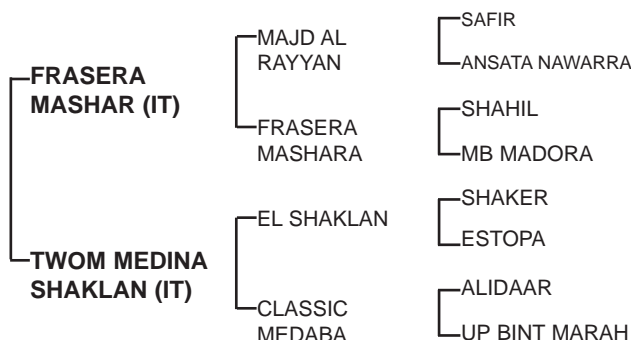 SAFIR
MAJD AL
RAYYAN
ANSATA NAWARRA
FRASERA
MASHAR (IT)
SHAHIL
FRASERA
MASHARA
MB MADORA
SHAKER
EL SHAKLAN
ESTOPA
TWOM MEDINA
SHAKLAN (IT)
ALIDAAR
CLASSIC
MEDABA
UP BINT MARAH